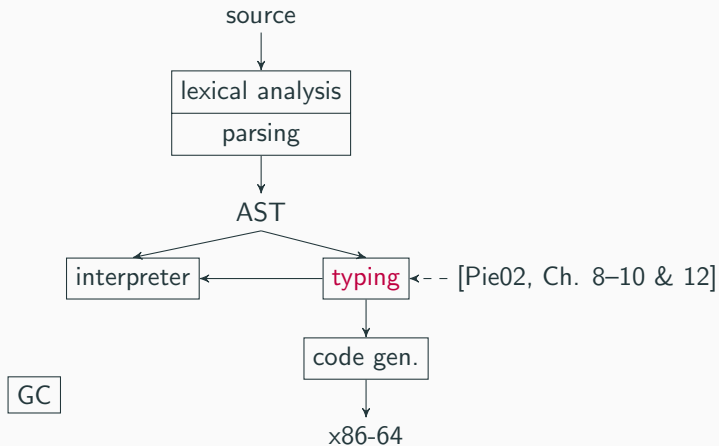 source
lexical analysis
parsing
AST
interpreter
typing
[Pie02, Ch. 8–10 & 12]
code gen.
GC
x86-64